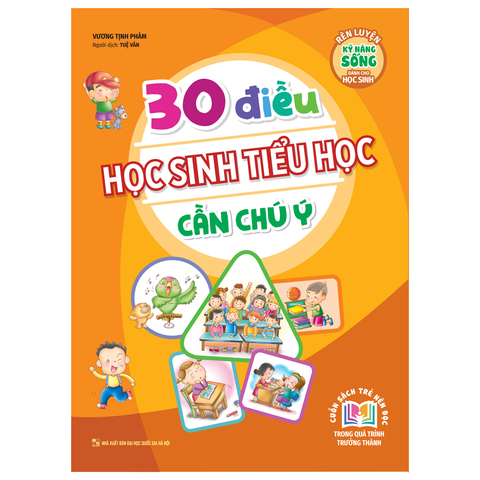 VƯƠNG TỊNH PHÀM
Người dịch: TUỆ VĂN
RÈN LUYỆN
KỸ NĂNG
SỐNG
DÀNH CHO
HỌC SINH
30 điều
HỌC SINH TIỂU HỌC
CẦN CHÚ Ý
CUỐN SÁCH TRẺ NÊN ĐỌC
TRONG QUÁ TRÌNH
TRƯỞNG THÀNH
NHÀ XUẤT BẢN ĐẠI HỌC QUỐC GIA HÀ NỘI